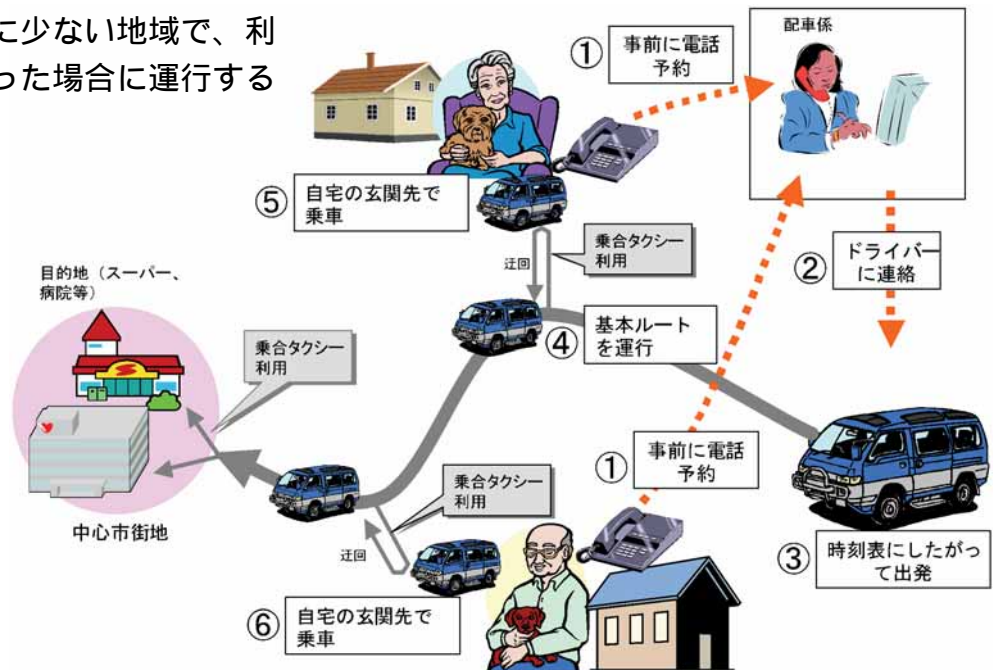 に少ない地域で、利
った場合に運行する
① 事前に電話
予約
配車係
⑤ 自宅の玄関先で
乗車
乗合タクシー
利用
迂回
② ドライバー
に連絡
目的地（スーパー、
病院等）
④ 基本ルート
を運行
乗合タクシー
利用
① 事前に電話
予約
乗合タクシー
利用
中心市街地
迂回
③ 時刻表にしたがっ
て出発
⑥ 自宅の玄関先で
乗車